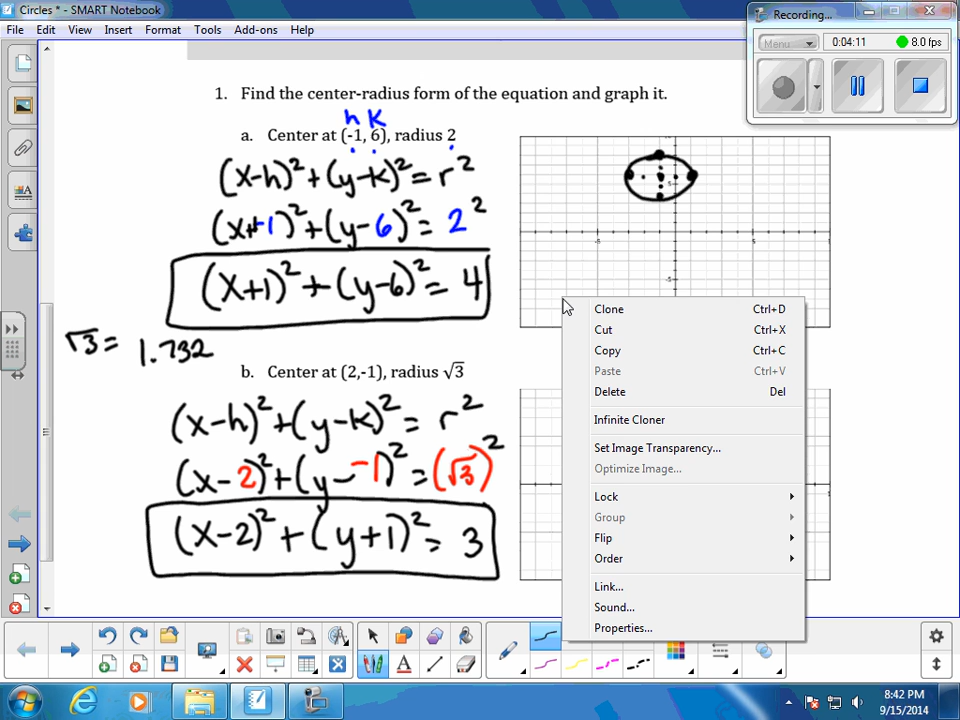 Circles * - SMART Notebook
Recording...
File Edit View Insert Format Tools Add-ons Help
Menu 0:04:11 8.0 fps
1. Find the center-radius form of the equation and graph it.
h k
a. Center at (-1, 6), radius 2
(x-h)²+(y-k)²=r²
(x+-1)²+(y-6)²=2²
(x+1)²+(y-6)²=4
5
-5 5
-5
√3= 1.732
b. Center at (2,-1), radius √3
(x-h)²+(y-k)²=r²
(x-2)²+(y--1)²=(√3)²
(x-2)²+(y+1)²=3
Clone Ctrl+D
Cut Ctrl+X
Copy Ctrl+C
Paste Ctrl+V
Delete Del
Infinite Cloner
Set Image Transparency...
Optimize Image...
Lock
Group
Flip
Order
Link...
Sound...
Properties...
8:42 PM
9/15/2014